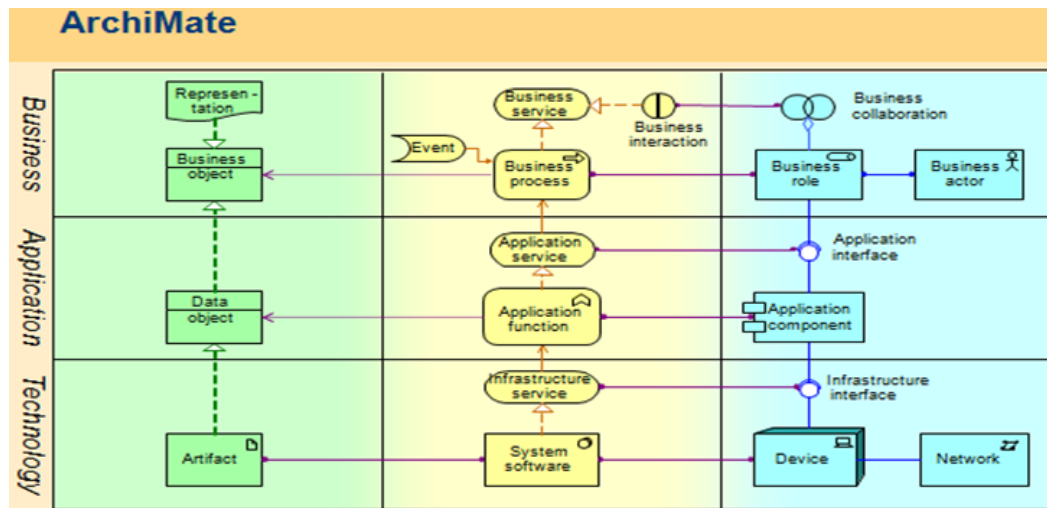 ArchiMate
Business
Represen -
tation
Business
service
Business
interaction
Business
collaboration
Event
Business
object
Business
process
Business
role
Business
actor
Application
Application
service
Application
interface
Data
object
Application
function
Application
component
Technology
Infrastructure
service
Infrastructure
interface
Artifact
System
software
Device
Network